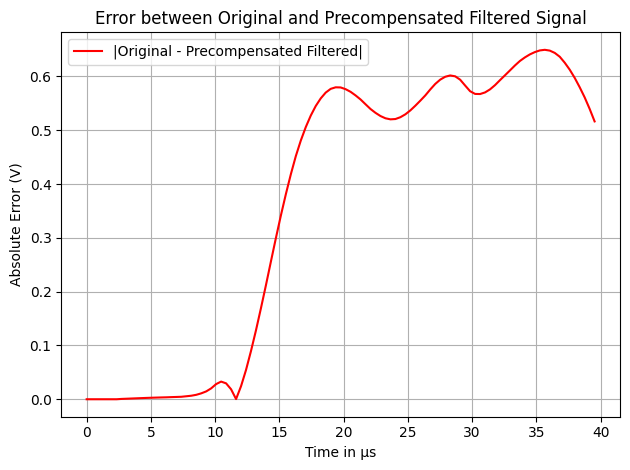 Error between Original and Precompensated Filtered Signal
|Original - Precompensated Filtered|
Absolute Error (V)
0.6
0.5
0.4
0.3
0.2
0.1
0.0
0 5 10 15 20 25 30 35 40
Time in µs